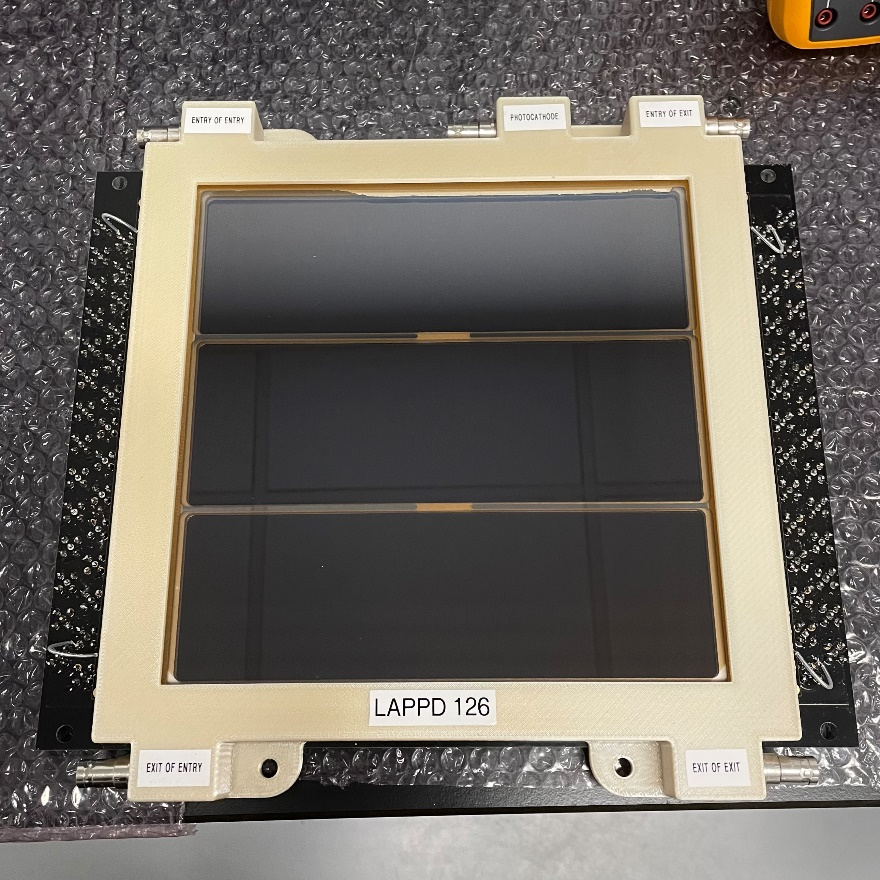 ENTRY OF ENTRY
PHOTOCATHODE
ENTRY OF EXIT
LAPPD 126
EXIT OF ENTRY
EXIT OF EXIT